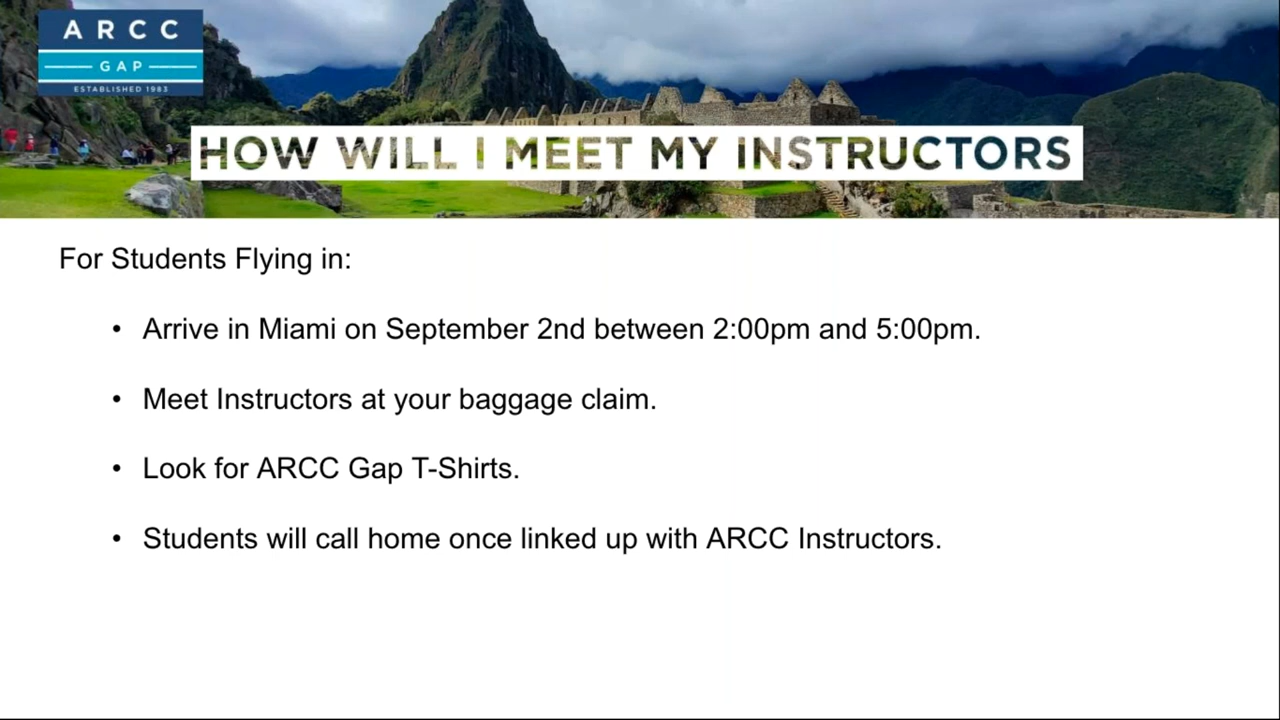 ARCC
GAP
ESTABLISHED 1983
HOW WILL I MEET MY INSTRUCTORS
For Students Flying in:
• Arrive in Miami on September 2nd between 2:00pm and 5:00pm.
• Meet Instructors at your baggage claim.
• Look for ARCC Gap T-Shirts.
• Students will call home once linked up with ARCC Instructors.